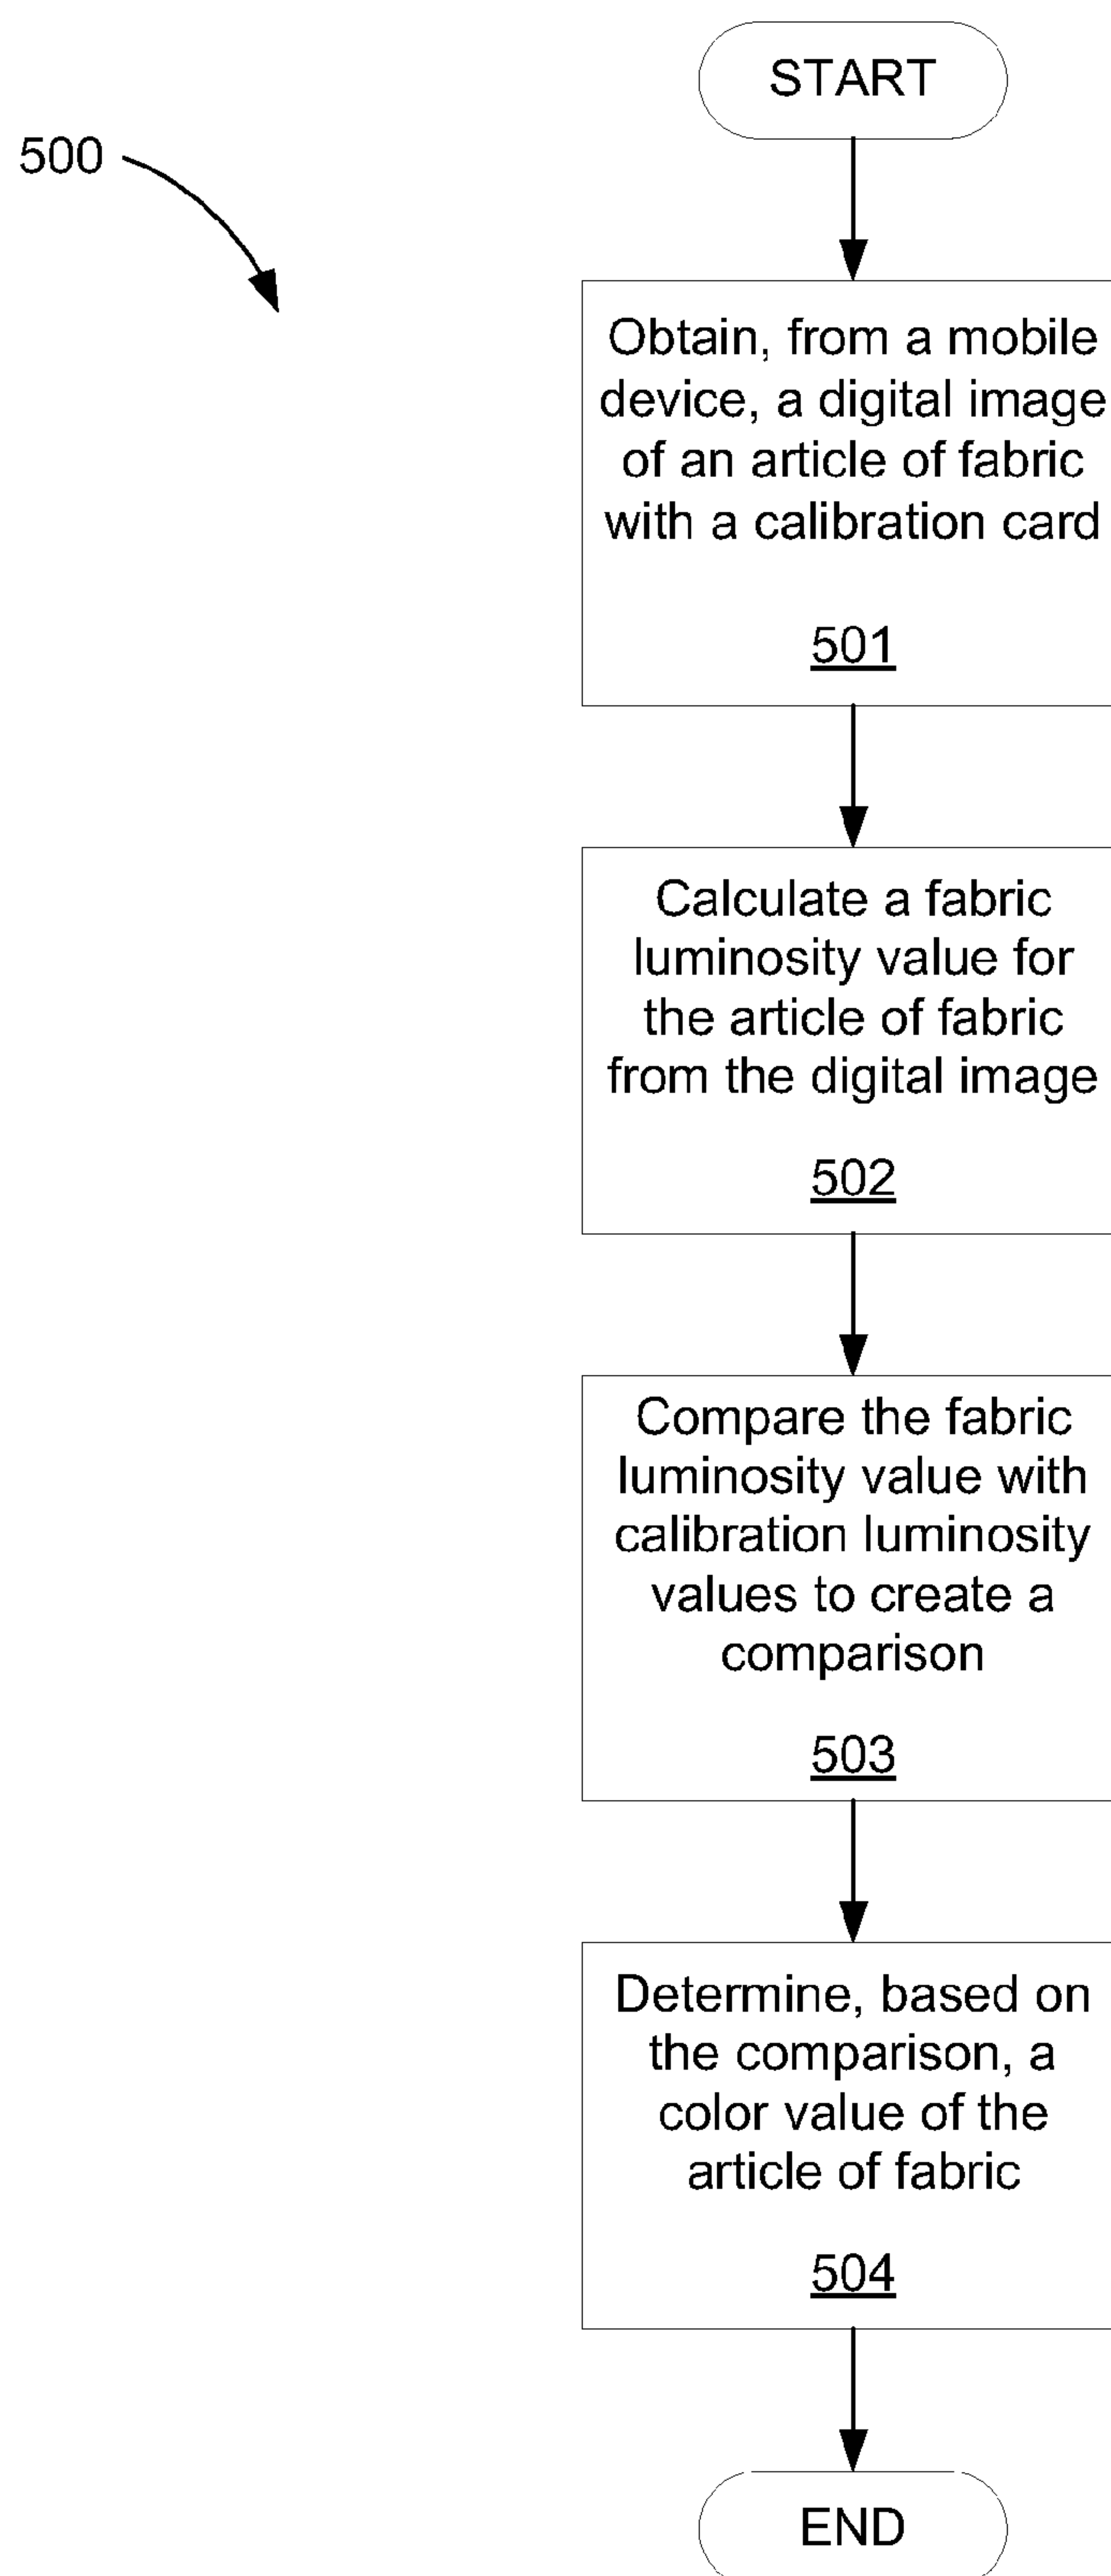 START
500
Obtain, from a mobile
device, a digital image
of an article of fabric
with a calibration card
501
Calculate a fabric
luminosity value for
the article of fabric
from the digital image
502
Compare the fabric
luminosity value with
calibration luminosity
values to create a
comparison
503
Determine, based on
the comparison, a
color value of the
article of fabric
504
END